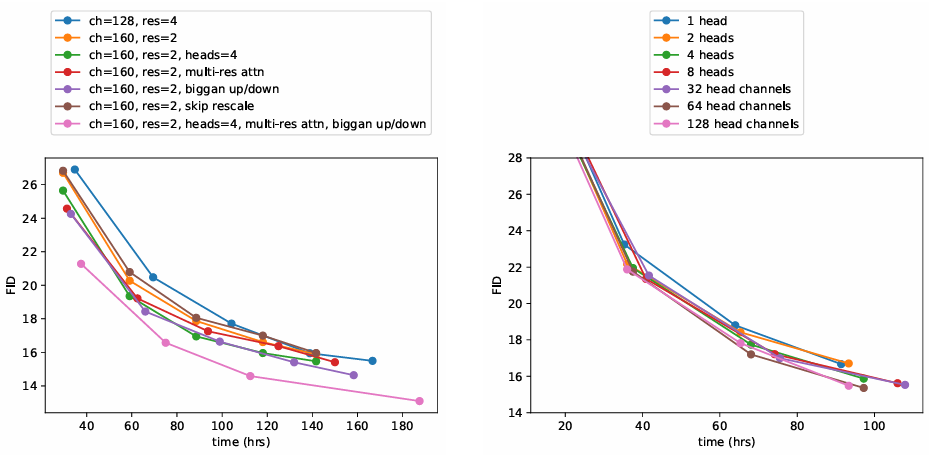 ch=128, res=4
ch=160, res=2
ch=160, res=2, heads=4
ch=160, res=2, multi-res attn
ch=160, res=2, biggan up/down
ch=160, res=2, skip rescale
ch=160, res=2, heads=4, multi-res attn, biggan up/down
26
24
22
20
18
16
14
FID
40 60 80 100 120 140 160 180
time (hrs)
1 head
2 heads
4 heads
8 heads
32 head channels
64 head channels
128 head channels
28
26
24
22
20
18
16
14
FID
20 40 60 80 100
time (hrs)